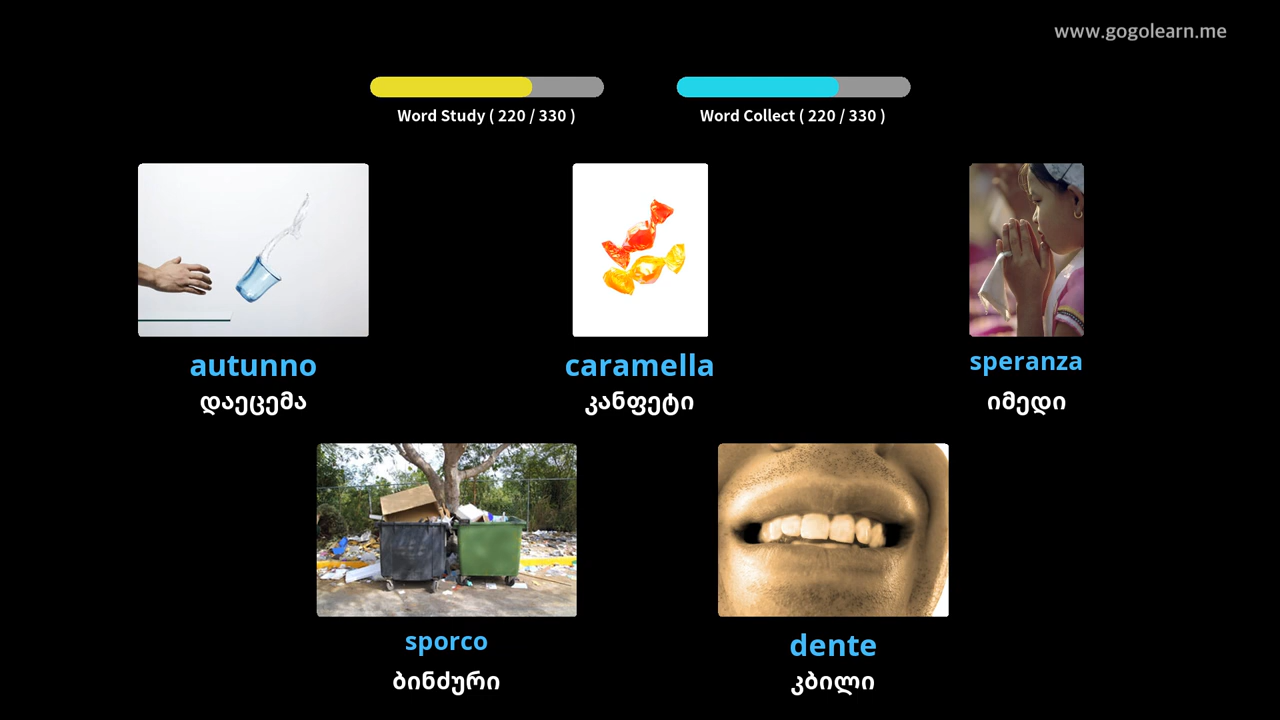 www.gogolearn.me
Word Study ( 220 / 330 )
Word Collect ( 220 / 330 )
autunno
დაეცემა
caramella
კანფეტი
speranza
იმედი
sporco
ბინძური
dente
კბილი